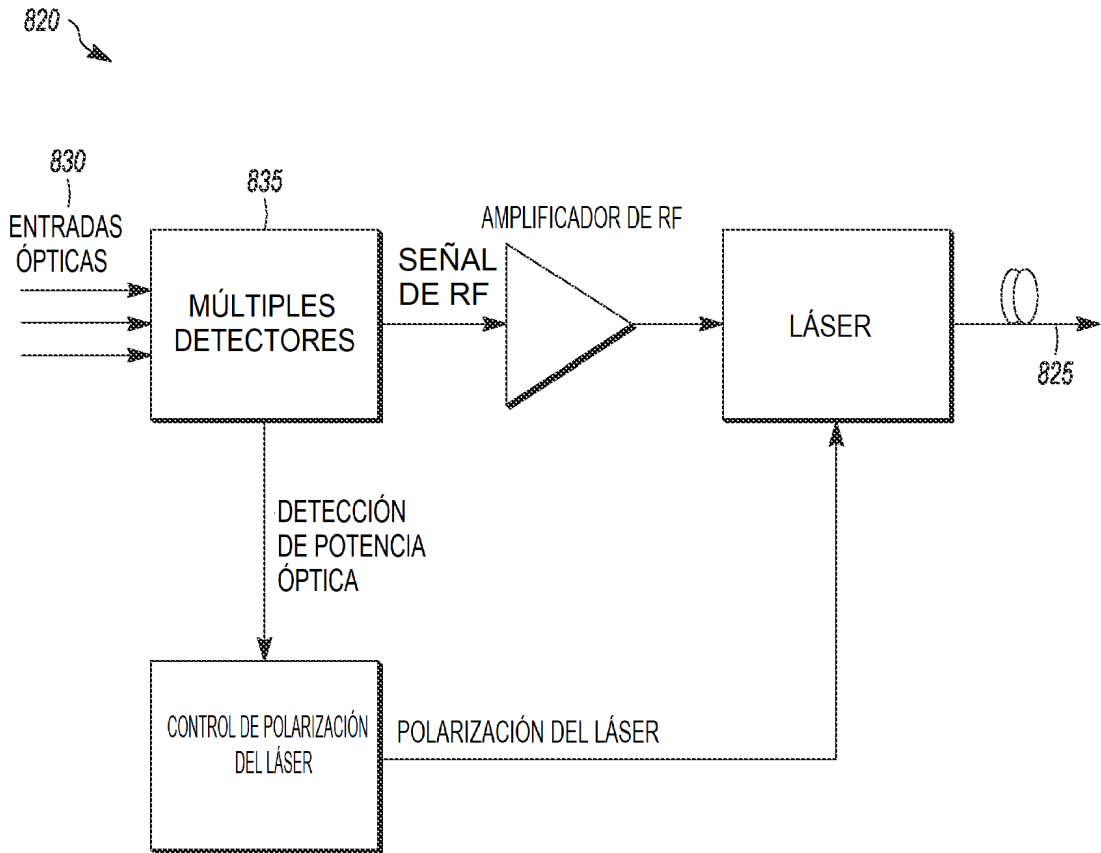 820
830
ENTRADAS
ÓPTICAS
835
MÚLTIPLES
DETECTORES
SEÑAL
DE RF
AMPLIFICADOR DE RF
LÁSER
825
DETECCIÓN
DE POTENCIA
ÓPTICA
CONTROL DE POLARIZACIÓN
DEL LÁSER
POLARIZACIÓN DEL LÁSER